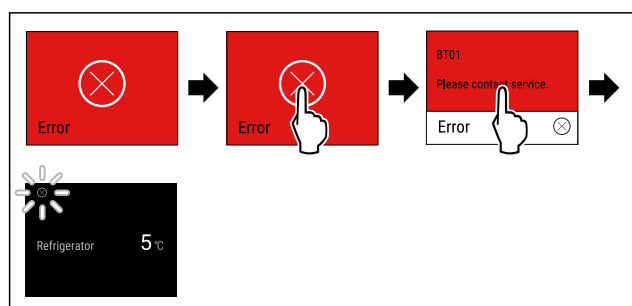 Error
Error
BT01
Please contact service.
Error
Refrigerator 5 °C